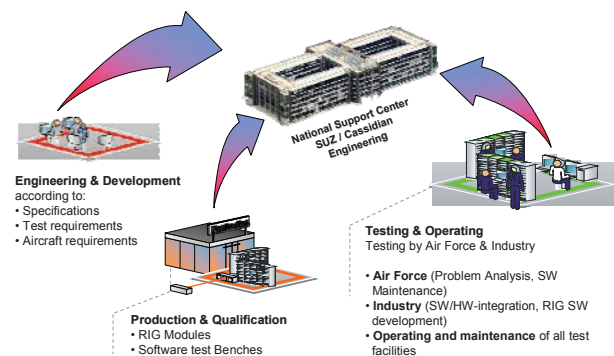 National Support Center
SUZ / Cassidian
Engineering
Engineering & Development
according to:
• Specifications
• Test requirements
• Aircraft requirements
Production & Qualification
• RIG Modules
• Software test Benches
Testing & Operating
Testing by Air Force & Industry
• Air Force (Problem Analysis, SW
Maintenance)
• Industry (SW/HW-integration, RIG SW
development)
• Operating and maintenance of all test
facilities